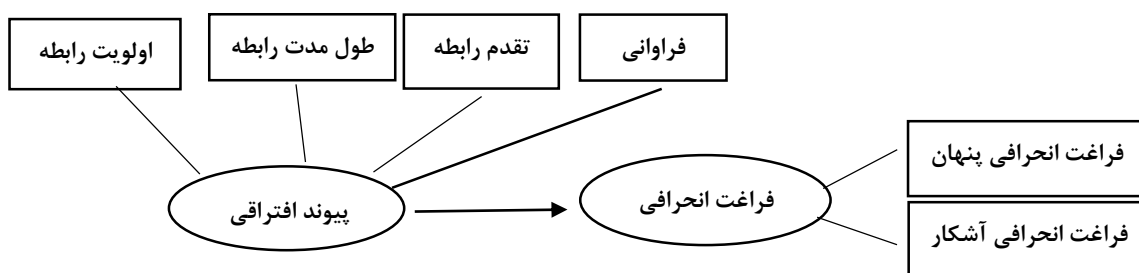 فراوانی
تقدم رابطه
طول مدت رابطه
اولویت رابطه
پیوند افتراقی
فراغت انحرافی
فراغت انحرافی پنهان
فراغت انحرافی آشکار